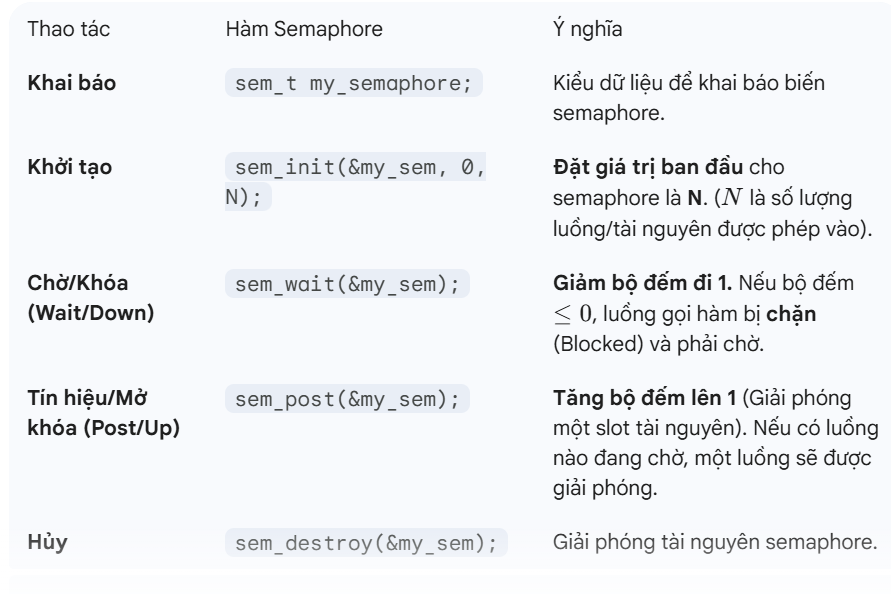 Thao tác Hàm Semaphore Ý nghĩa
Khai báo sem_t my_semaphore; Kiểu dữ liệu để khai báo biến
semaphore.
Khởi tạo sem_init(&my_sem, 0, Đặt giá trị ban đầu cho
N); semaphore là N. (N là số lượng
luồng/tài nguyên được phép vào).
Chờ/Khóa sem_wait(&my_sem); Giảm bộ đếm đi 1. Nếu bộ đếm
(Wait/Down) ≤ 0, luồng gọi hàm bị chặn
(Blocked) và phải chờ.
Tín hiệu/Mở sem_post(&my_sem); Tăng bộ đếm lên 1 (Giải phóng
khóa (Post/Up) một slot tài nguyên). Nếu có luồng
nào đang chờ, một luồng sẽ được
giải phóng.
Hủy sem_destroy(&my_sem); Giải phóng tài nguyên semaphore.